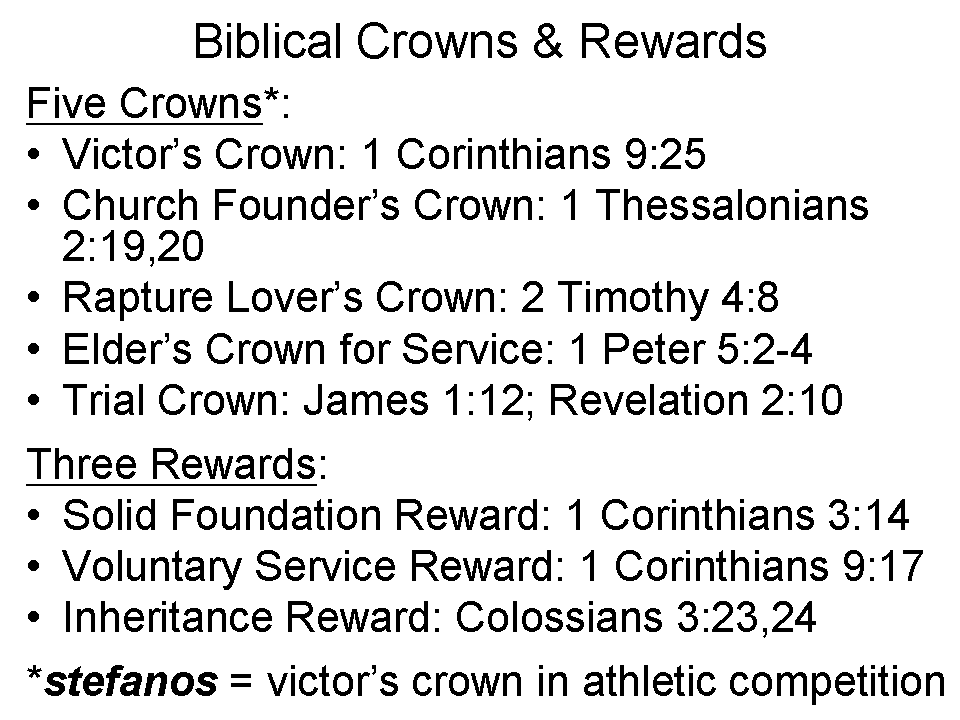 Biblical Crowns & Rewards
Five Crowns*:
• Victor’s Crown: 1 Corinthians 9:25
• Church Founder’s Crown: 1 Thessalonians
2:19,20
• Rapture Lover’s Crown: 2 Timothy 4:8
• Elder’s Crown for Service: 1 Peter 5:2-4
• Trial Crown: James 1:12; Revelation 2:10
Three Rewards:
• Solid Foundation Reward: 1 Corinthians 3:14
• Voluntary Service Reward: 1 Corinthians 9:17
• Inheritance Reward: Colossians 3:23,24
*stefanos = victor’s crown in athletic competition